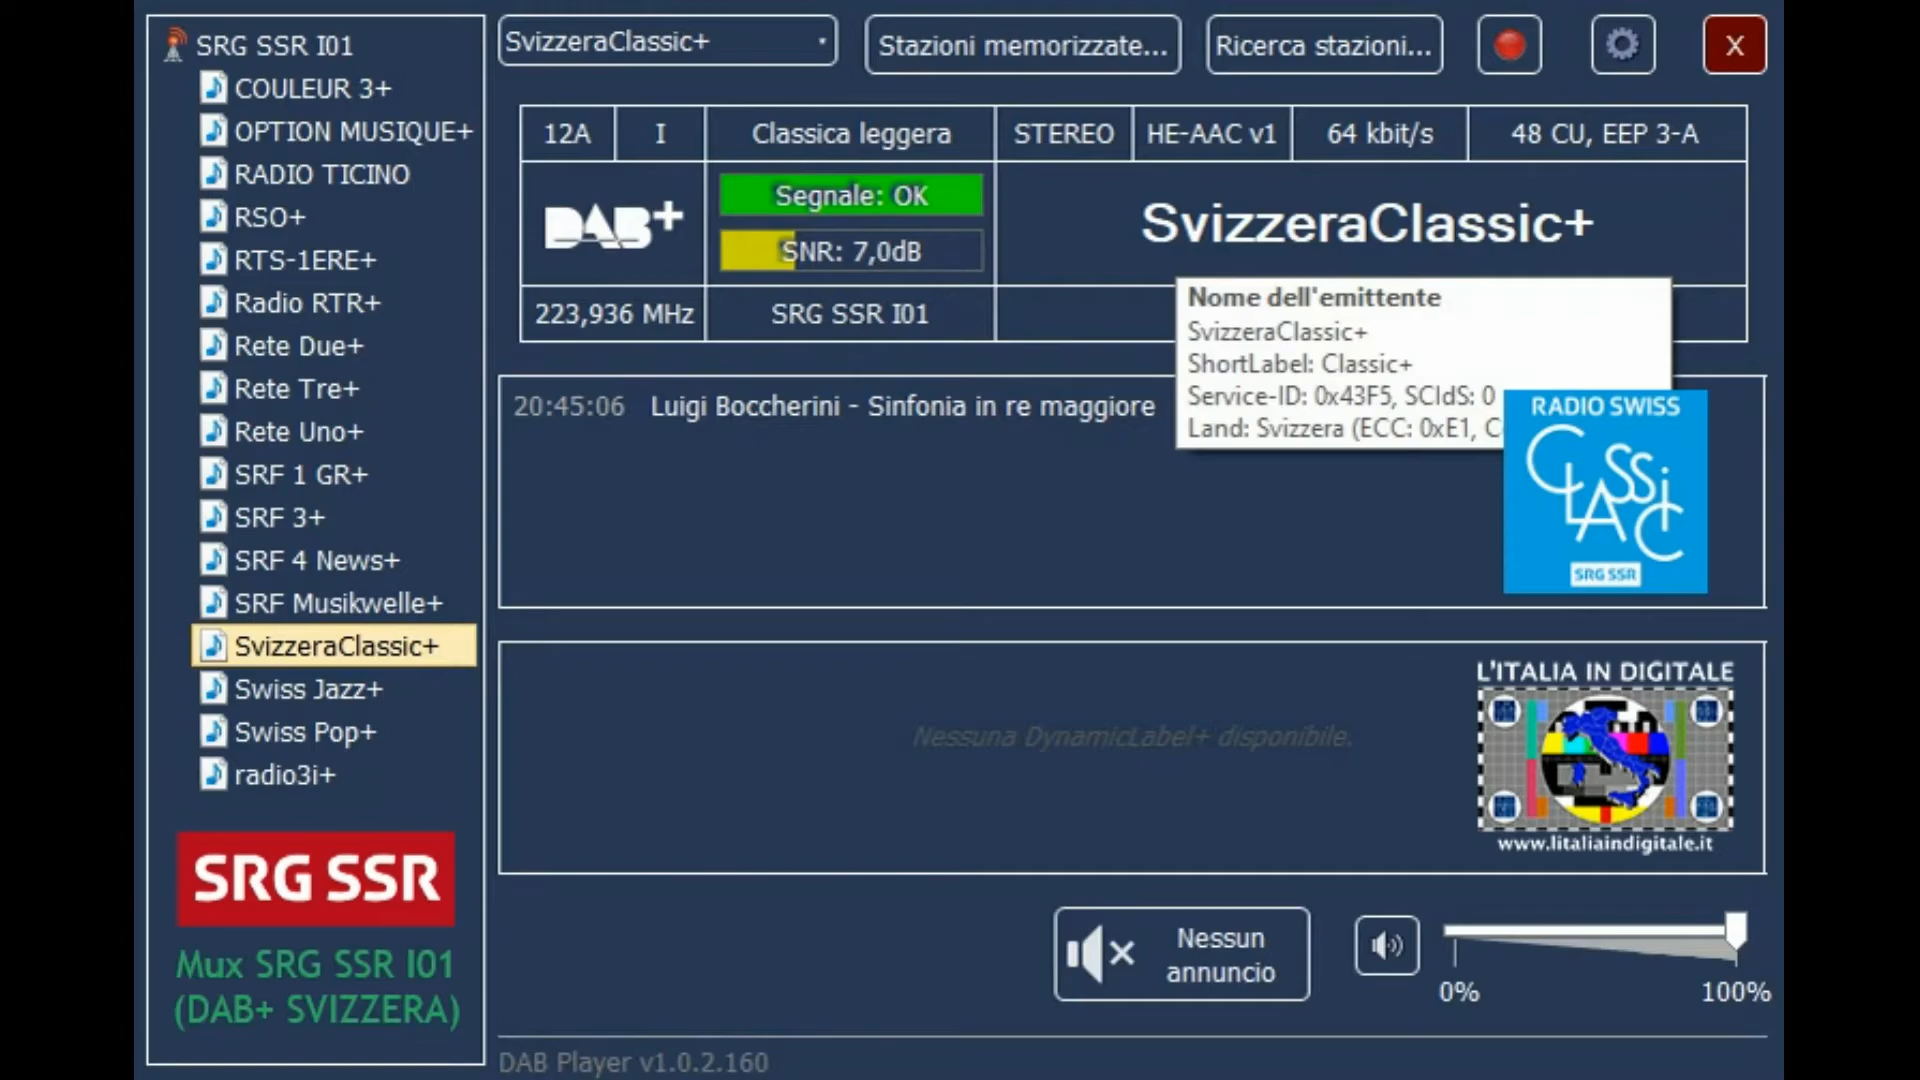 SRG SSR I01
COULEUR 3+
OPTION MUSIQUE+
RADIO TICINO
RSO+
RTS-1ERE+
Radio RTR+
Rete Due+
Rete Tre+
Rete Uno+
SRF 1 GR+
SRF 3+
SRF 4 News+
SRF Musikwelle+
SvizzeraClassic+
Swiss Jazz+
Swiss Pop+
radio3i+
SRG SSR
Mux SRG SSR I01
(DAB+ SVIZZERA)
SvizzeraClassic+
Stazioni memorizzate...
Ricerca stazioni...
X
12A
I
Classica leggera
STEREO
HE-AAC v1
64 kbit/s
48 CU, EEP 3-A
DAB+
Segnale: OK
SNR: 7,0dB
SvizzeraClassic+
223,936 MHz
SRG SSR I01
Nome dell'emittente
SvizzeraClassic+
ShortLabel: Classic+
Service-ID: 0x43F5, SCIdS: 0
Land: Svizzera (ECC: 0xE1, C
20:45:06 Luigi Boccherini - Sinfonia in re maggiore
RADIO SWISS
CLASSIC
SRG SSR
Nessuna DynamicLabel+ disponibile.
L'ITALIA IN DIGITALE
www.litaliaindigitale.it
Nessun
annuncio
0%
100%
DAB Player v1.0.2.160